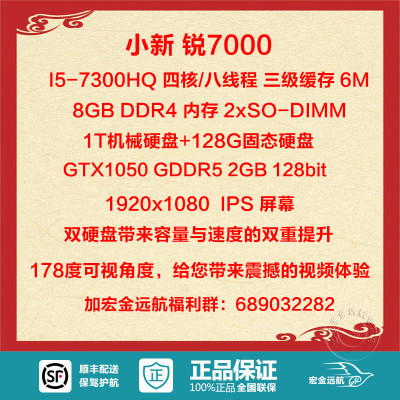 小新 锐7000
I5-7300HQ 四核/八线程 三级缓存 6M
8GB DDR4 内存 2xSO-DIMM
1T机械硬盘+128G固态硬盘
GTX1050 GDDR5 2GB 128bit
1920x1080 IPS 屏幕
双硬盘带来容量与速度的双重提升
178度可视角度，给您带来震撼的视频体验
加宏金远航福利群：689032282
SF 顺丰配送
保驾护航
正品保证
100%正品全国联保
宏金远航